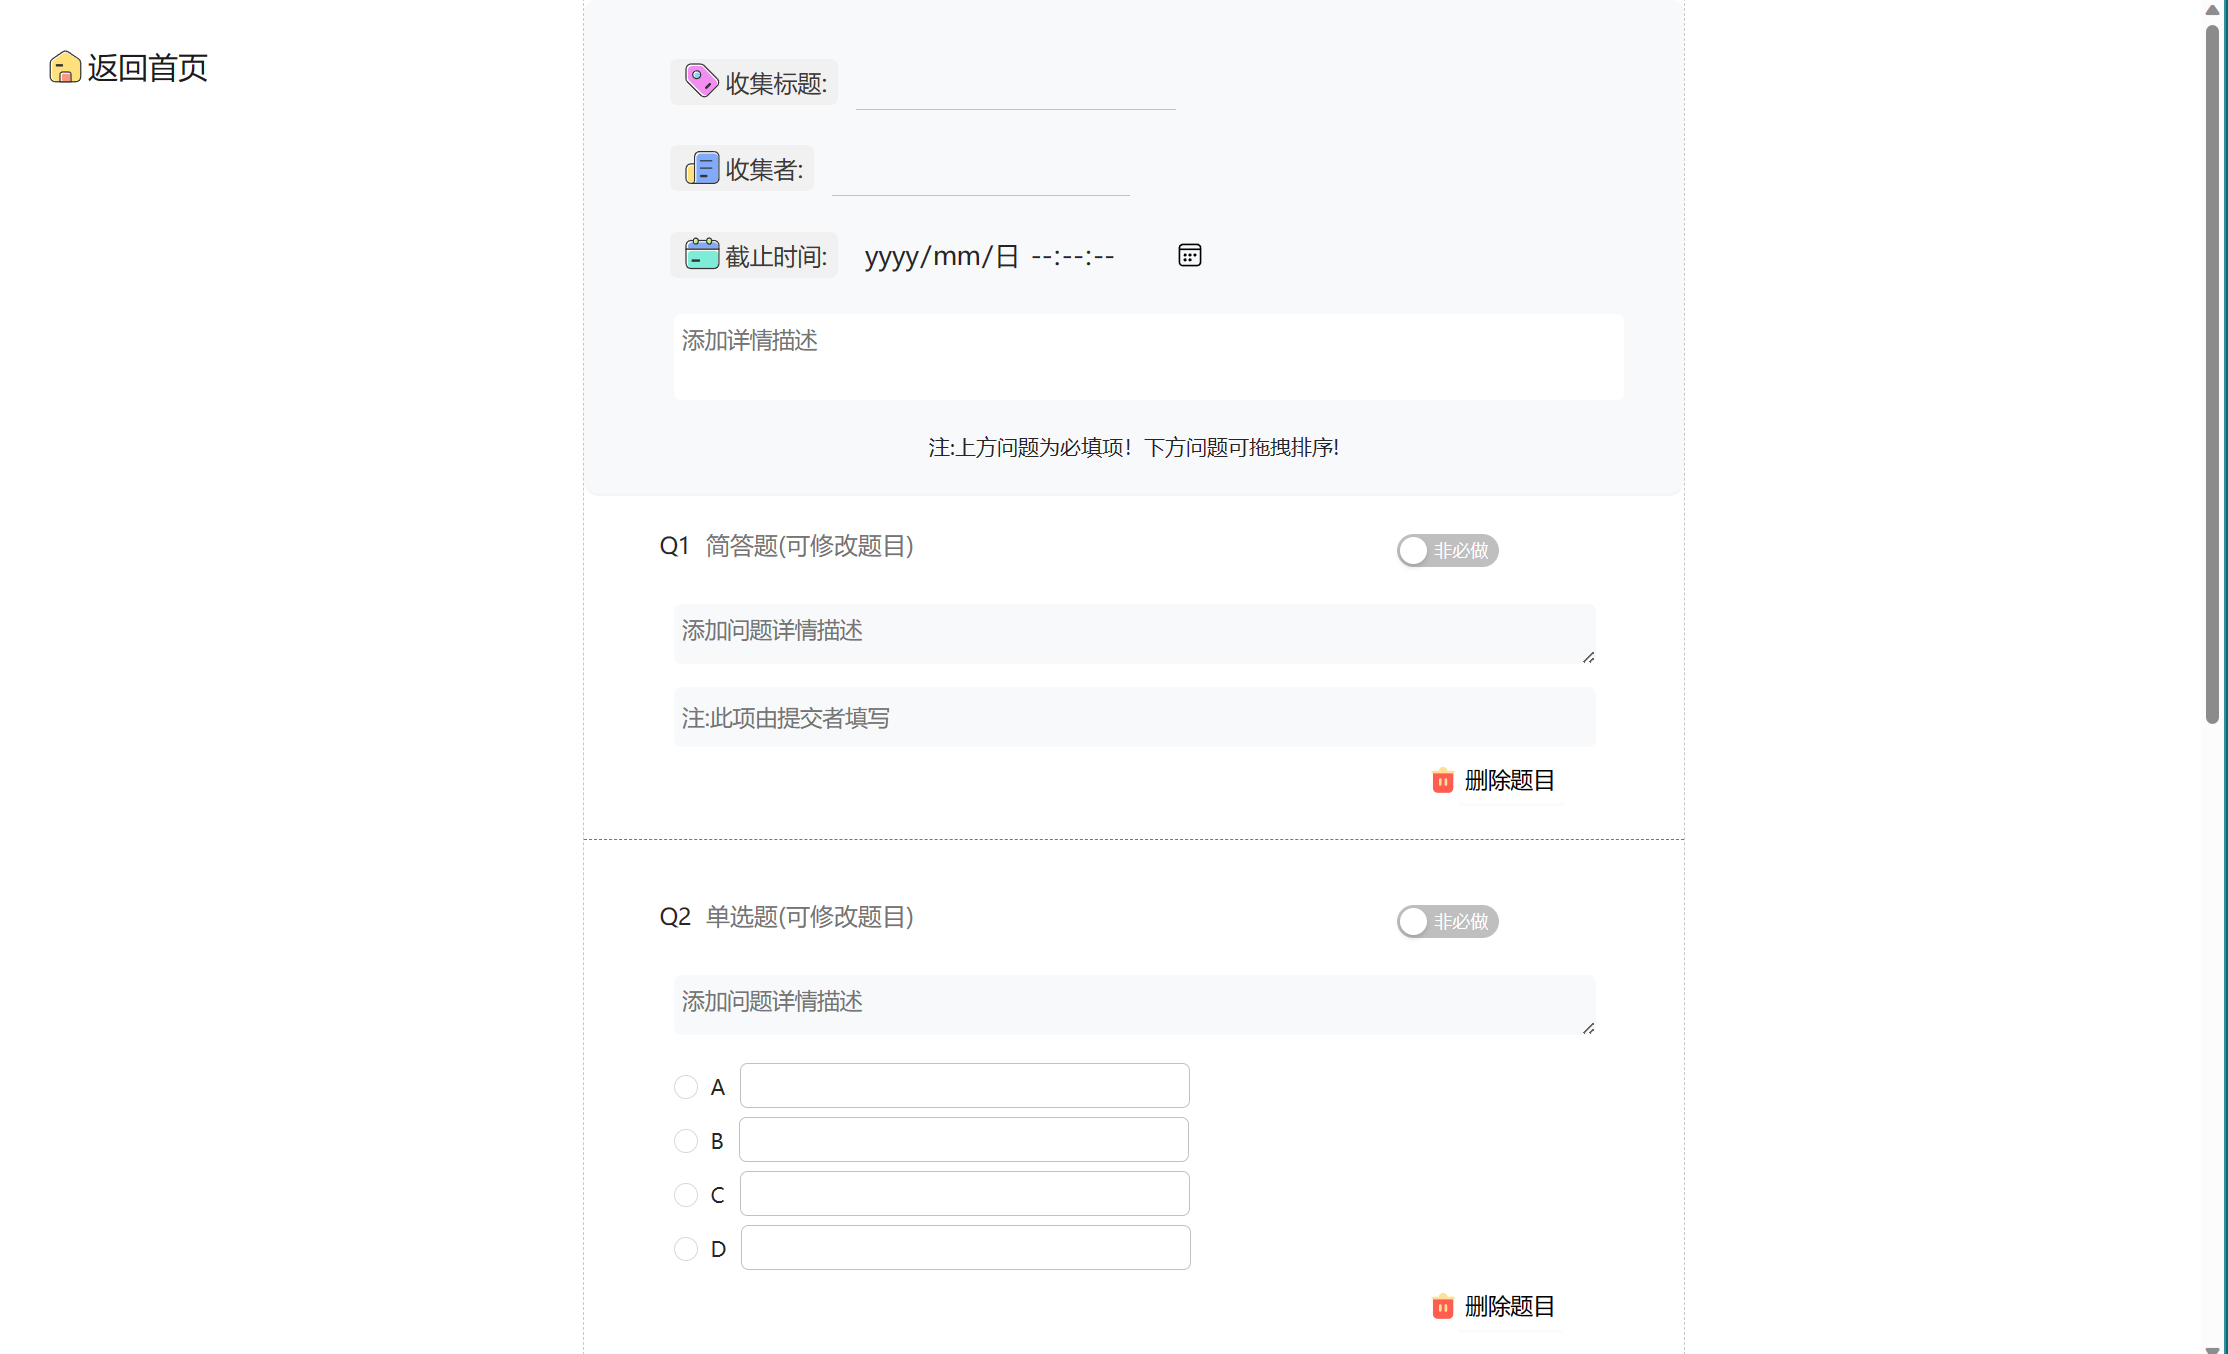 返回首页
收集标题:
收集者:
截止时间: yyyy/mm/日 --:--:--
添加详情描述
注:上方问题为必填项！下方问题可拖拽排序!
Q1 简答题(可修改题目) 非必做
添加问题详情描述
注:此项由提交者填写
删除题目
Q2 单选题(可修改题目) 非必做
添加问题详情描述
A
B
C
D
删除题目